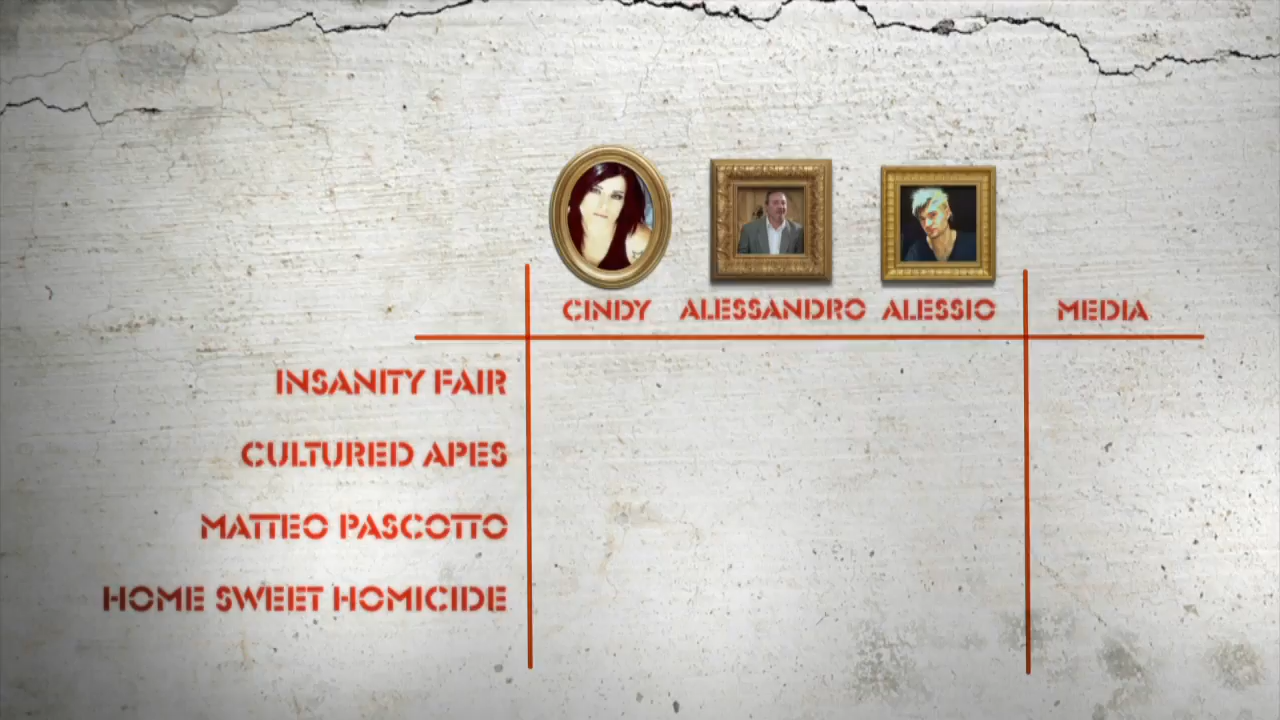 CINDY ALESSANDRO ALESSIO MEDIA
INSANITY FAIR
CULTURED APES
MATTEO PASCOTTO
HOME SWEET HOMICIDE